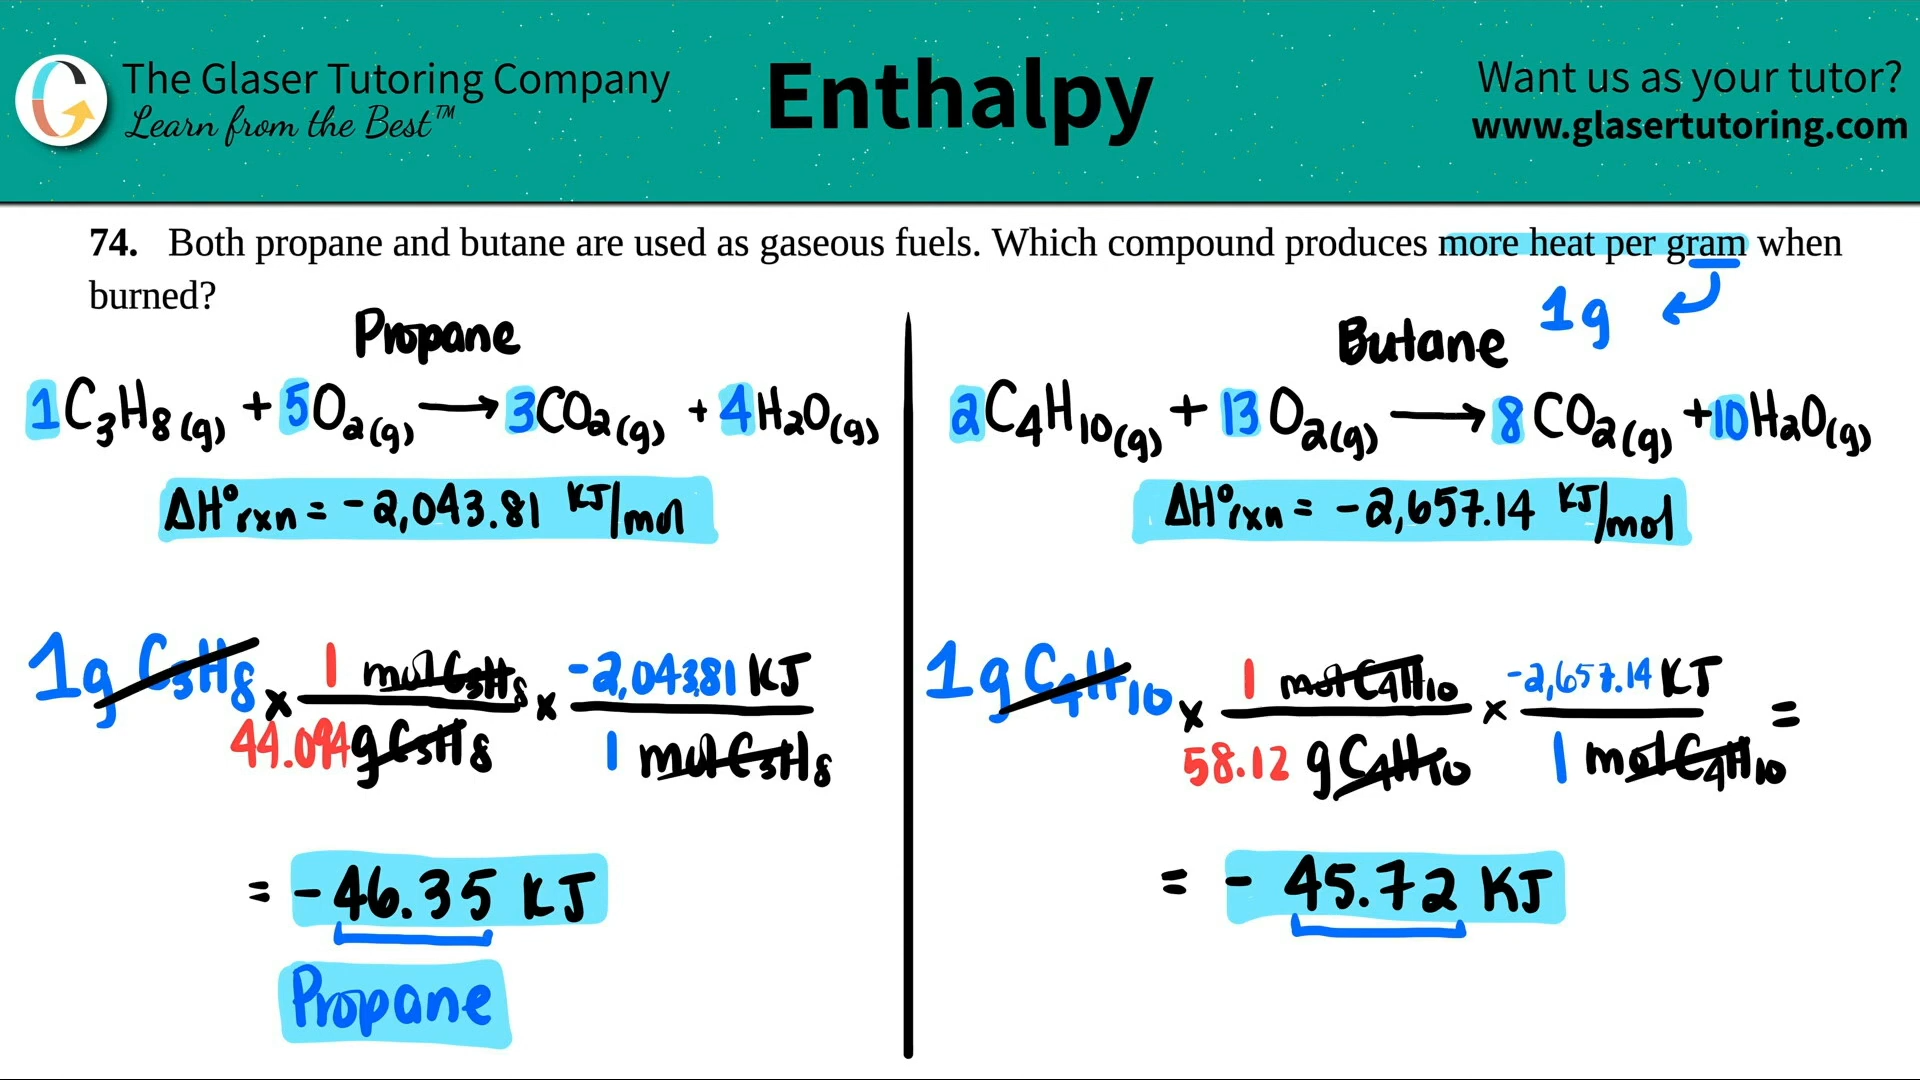 The Glaser Tutoring Company
Learn from the Best™
Enthalpy
Want us as your tutor?
www.glasertutoring.com
74. Both propane and butane are used as gaseous fuels. Which compound produces more heat per gram when
burned?
1g
Propane
1C₃H₈(g) + 5O₂(g) → 3CO₂(g) + 4H₂O(g)
ΔH°rxn = -2,043.81 KJ/mol
1g C₃H₈ x 1 mol C₃H₈ / 44.094 g C₃H₈ x -2,043.81 KJ / 1 mol C₃H₈
= -46.35 KJ
Propane
Butane
2C₄H₁₀(g) + 13O₂(g) → 8CO₂(g) + 10H₂O(g)
ΔH°rxn = -2,657.14 KJ/mol
1g C₄H₁₀ x 1 mol C₄H₁₀ / 58.12 g C₄H₁₀ x -2,657.14 KJ / 1 mol C₄H₁₀ =
= -45.72 KJ